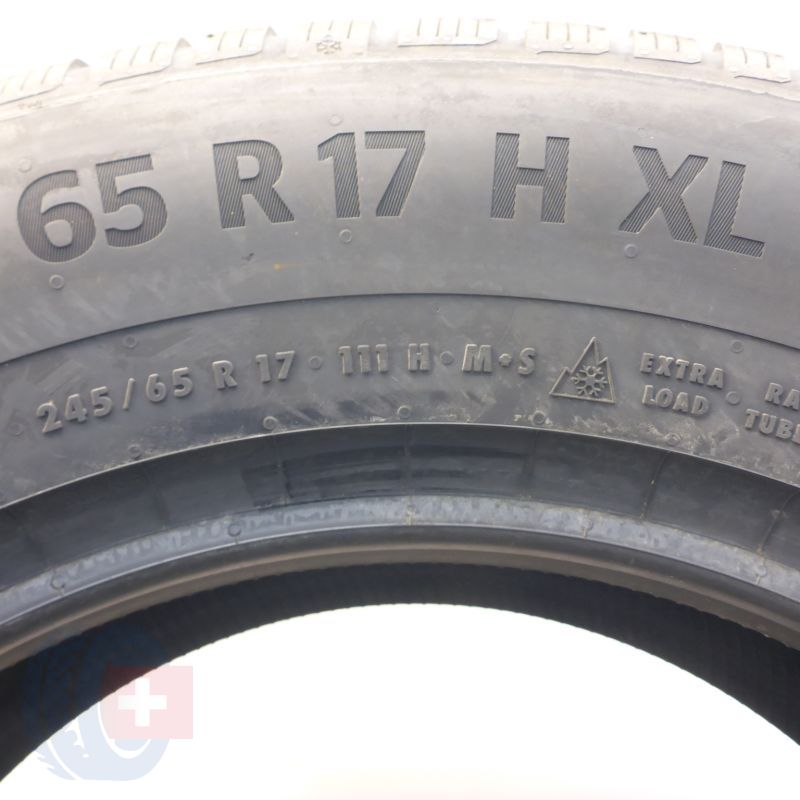 65 R 17 H XL
245/65 R 17 111 H M+S EXTRA
LOAD